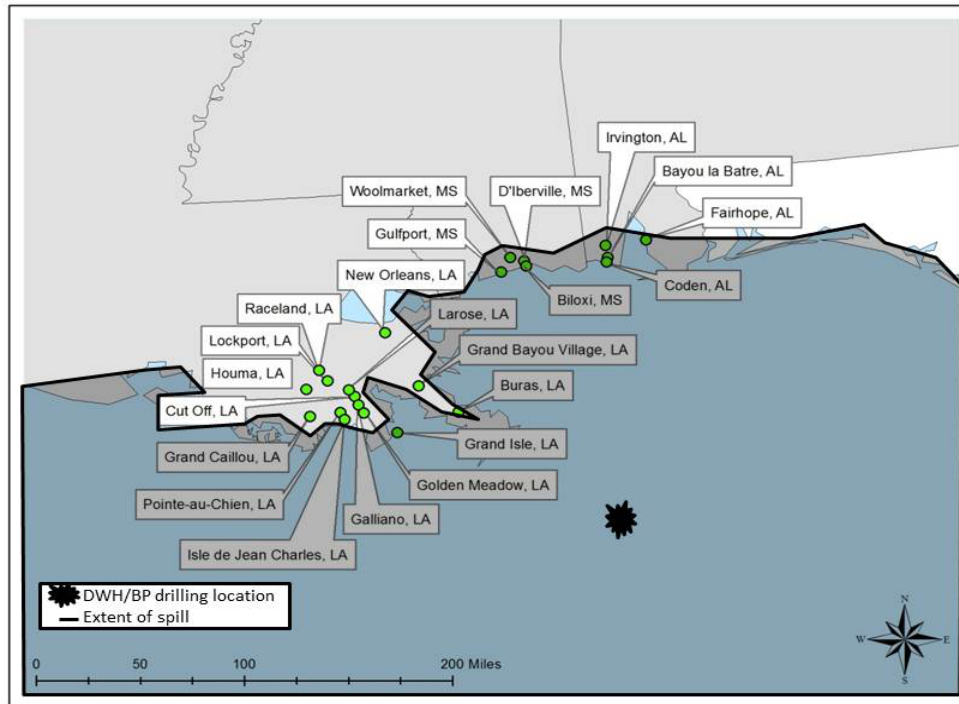 Irvington, AL
Bayou la Batre, AL
Woolmarket, MS
D'Iberville, MS
Fairhope, AL
Gulfport, MS
New Orleans, LA
Biloxi, MS
Coden, AL
Raceland, LA
Larose, LA
Lockport, LA
Grand Bayou Village, LA
Houma, LA
Buras, LA
Cut Off, LA
Grand Isle, LA
Grand Caillou, LA
Golden Meadow, LA
Pointe-au-Chien, LA
Galliano, LA
Isle de Jean Charles, LA
DWH/BP drilling location
Extent of spill
N
W
E
S
0 50 100 200 Miles